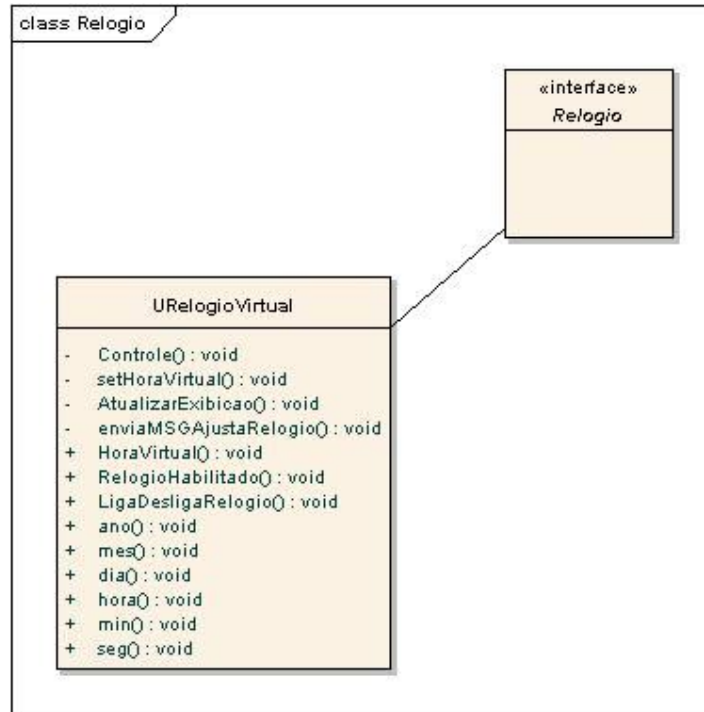 class Relogio
«interface»
Relogio
URelogioVirtual
- Controle() : void
- setHoraVirtual() : void
- AtualizarExibicao() : void
- enviaMSGAjustaRelogio() : void
+ HoraVirtual() : void
+ RelogioHabilitado() : void
+ LigaDesligaRelogio() : void
+ ano() : void
+ mes() : void
+ dia() : void
+ hora() : void
+ min() : void
+ seg() : void